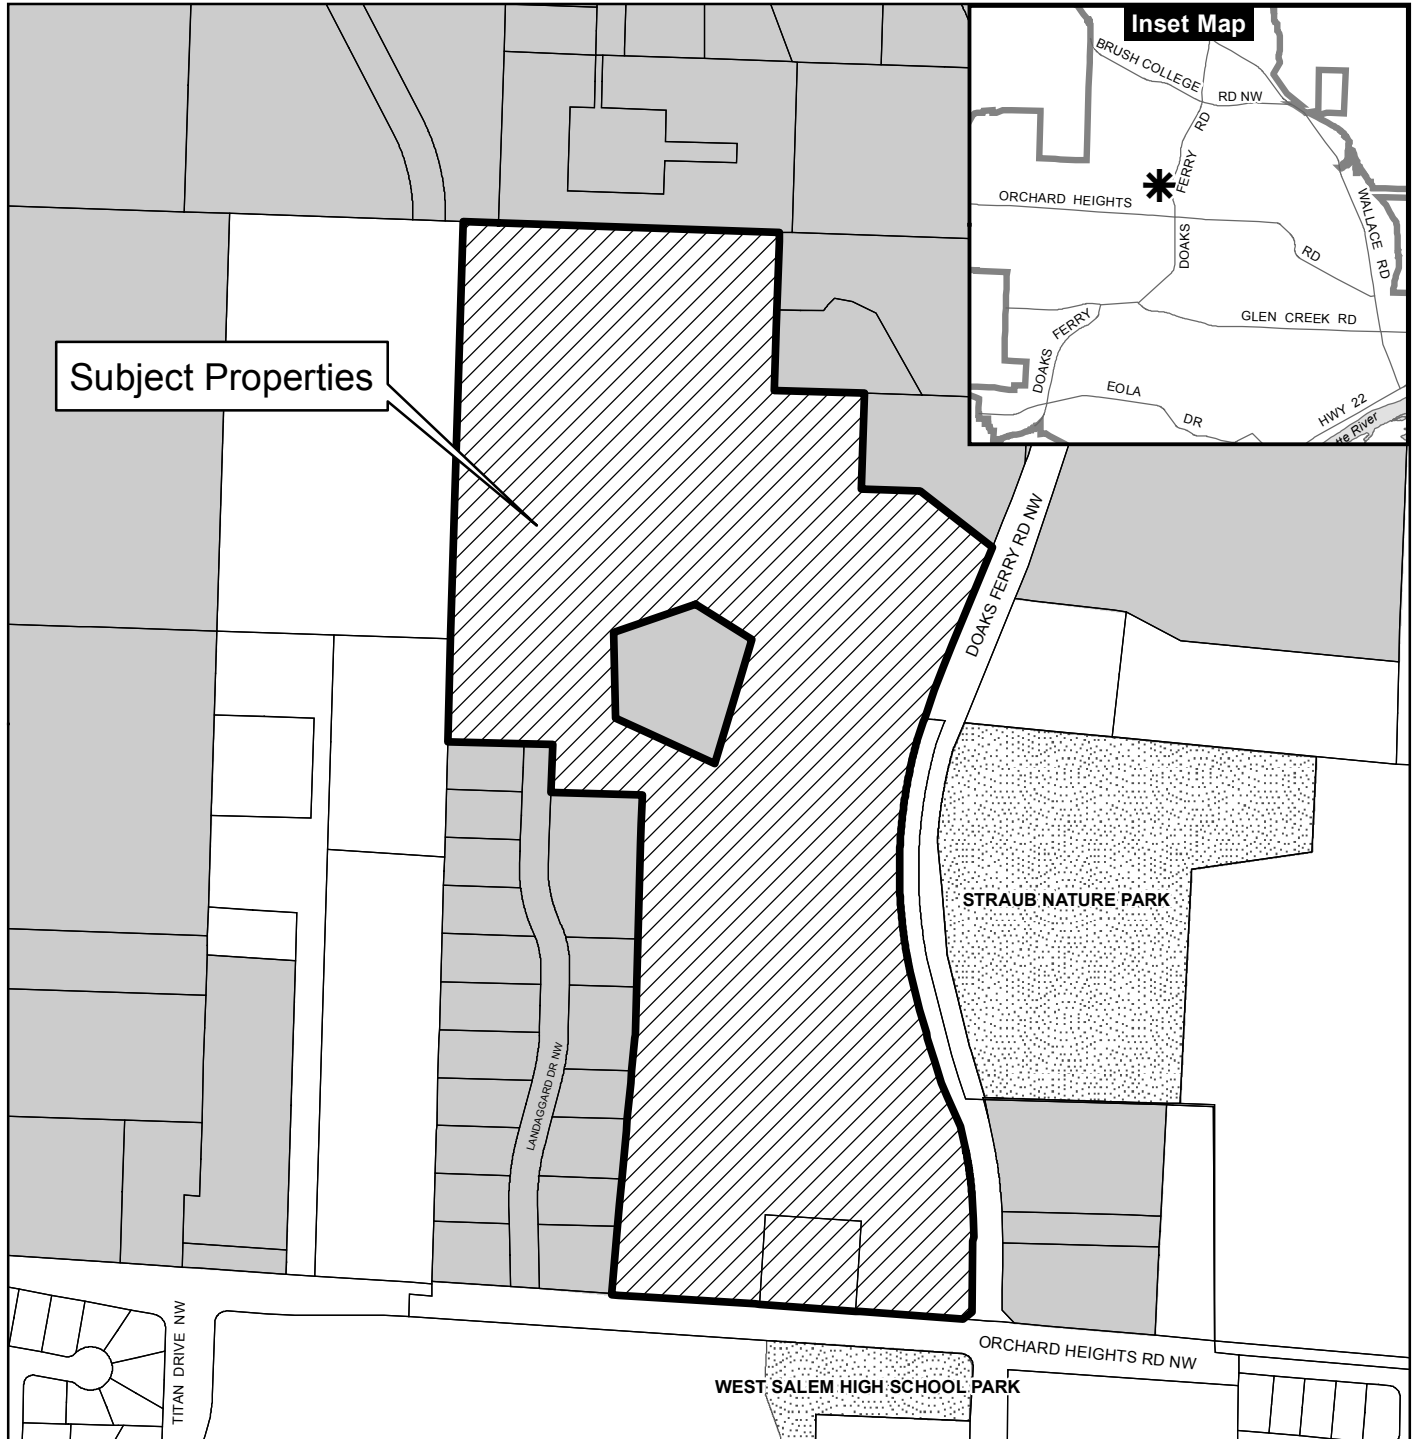 Inset Map
BRUSH COLLEGE
RD NW
FERRY RD
ORCHARD HEIGHTS
DOAKS
RD
WALLACE RD
GLEN CREEK RD
DOAKS FERRY
EOLA
DR
HWY 22
tte River
Subject Properties
DOAKS FERRY RD NW
STRAUB NATURE PARK
LANDAGGARD DR NW
TITAN DRIVE NW
ORCHARD HEIGHTS RD NW
WEST SALEM HIGH SCHOOL PARK